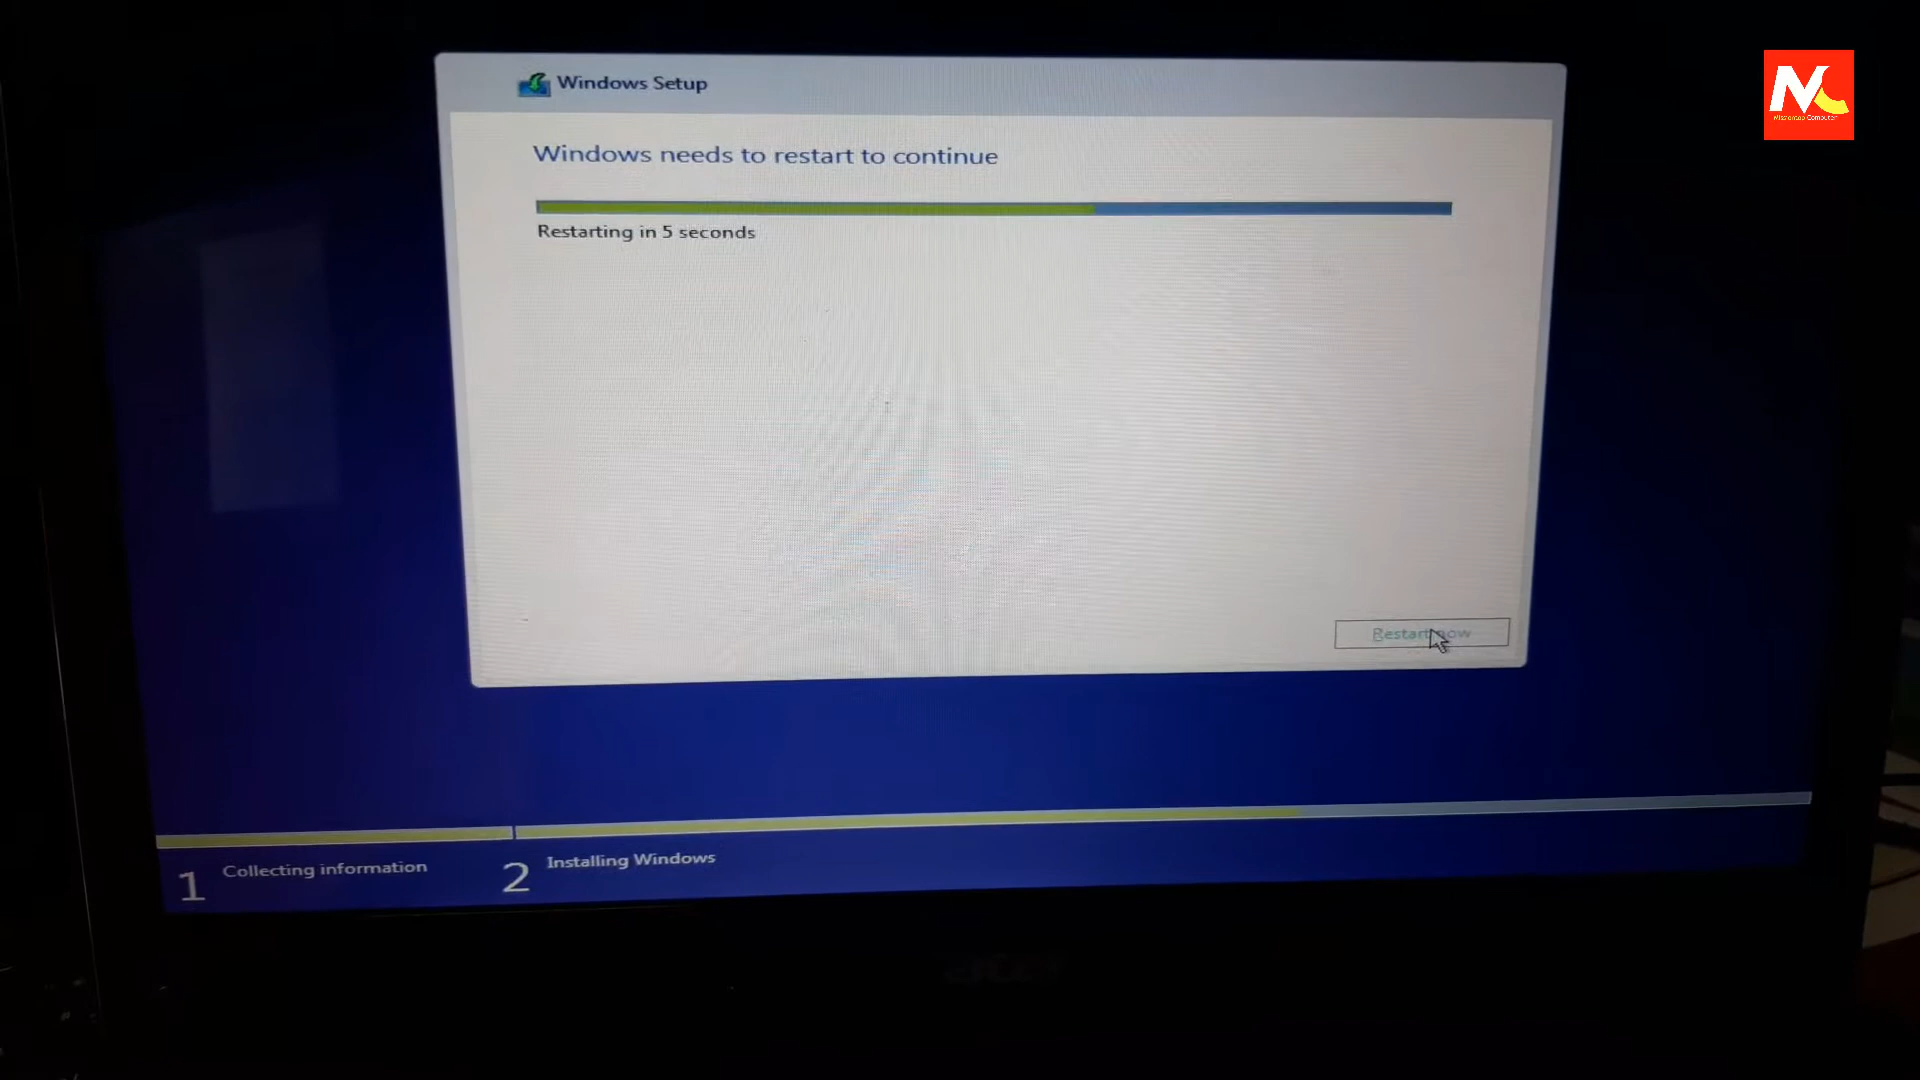 Windows Setup
Windows needs to restart to continue
Restarting in 5 seconds
Restart now
1 Collecting information
2 Installing Windows
acer